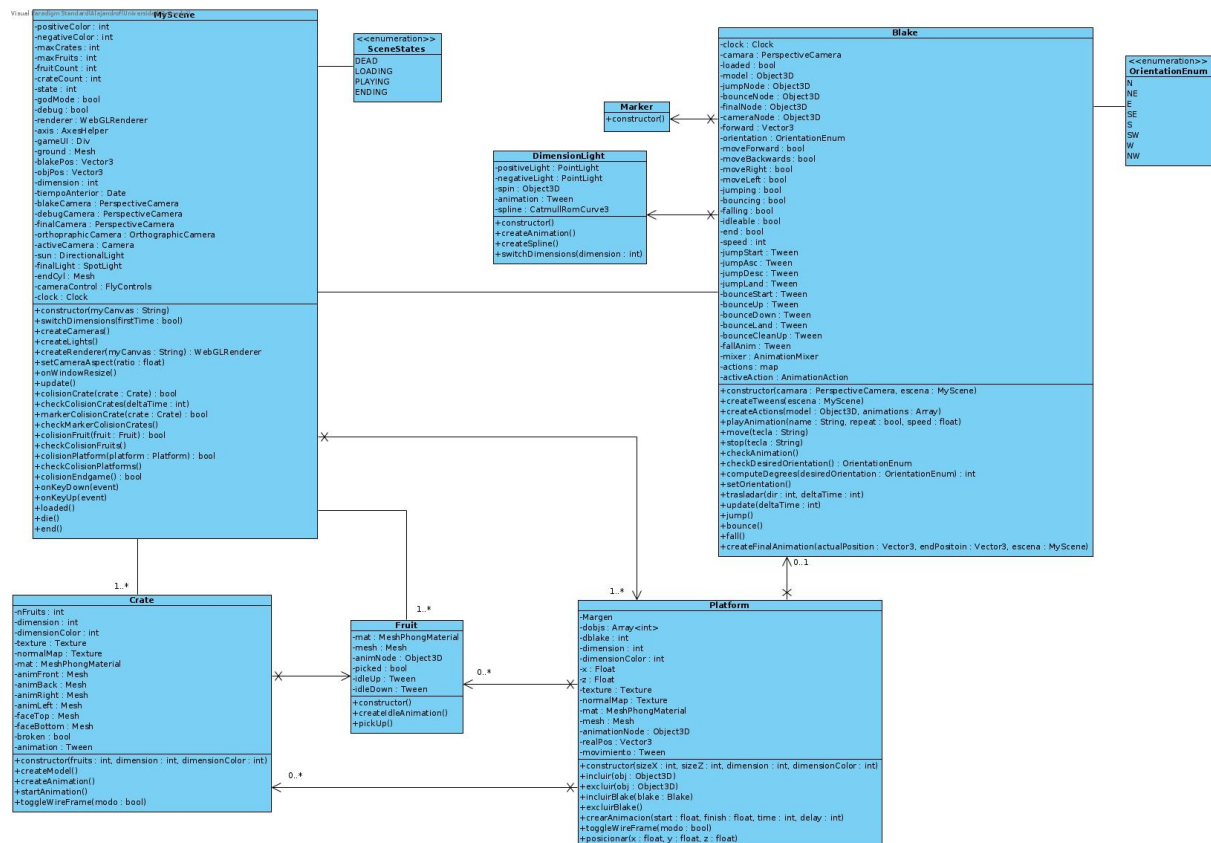 Visual Paradigm Standard(Alejandro(Universidad
MyScene
-positiveColor : int
-negativeColor : int
-maxCrates : int
-maxFruits : int
-fruitCount : int
-crateCount : int
-state : int
-godMode : bool
-debug : bool
-renderer : WebGLRenderer
-axis : AxesHelper
-gameUI : Div
-ground : Mesh
-blakePos : Vector3
-objPos : Vector3
-dimension : int
-tiempoAnterior : Date
-blakeCamera : PerspectiveCamera
-debugCamera : PerspectiveCamera
-finalCamera : PerspectiveCamera
-orthopraphicCamera : OrthographicCamera
-activeCamera : Camera
-sun : DirectionalLight
-finalLight : SpotLight
-endCyl : Mesh
-cameraControl : FlyControls
-clock : Clock
+constructor(myCanvas : String)
+switchDimensions(firstTime : bool)
+createCameras()
+createLights()
+createRenderer(myCanvas : String) : WebGLRenderer
+setCameraAspect(ratio : float)
+onWindowResize()
+update()
+colisionCrate(crate : Crate) : bool
+checkColisionCrates(deltaTime : int)
+markerColisionCrate(crate : Crate) : bool
+checkMarkerColisionCrates()
+colisionFruit(fruit : Fruit) : bool
+checkColisionFruits()
+colisionPlatform(platform : Platform) : bool
+checkColisionPlatforms()
+colisionEndgame() : bool
+onKeyDown(event)
+onKeyUp(event)
+loaded()
+die()
+end()
<<enumeration>>
SceneStates
DEAD
LOADING
PLAYING
ENDING
Marker
+constructor()
DimensionLight
-positiveLight : PointLight
-negativeLight : PointLight
-spin : Object3D
-animation : Tween
-spline : CatmullRomCurve3
+constructor()
+createAnimation()
+createSpline()
+switchDimensions(dimension : int)
Blake
-clock : Clock
-camara : PerspectiveCamera
-loaded : bool
-model : Object3D
-jumpNode : Object3D
-bounceNode : Object3D
-finalNode : Object3D
-cameraNode : Object3D
-forward : Vector3
-orientation : OrientationEnum
-moveForward : bool
-moveBackwards : bool
-moveRight : bool
-moveLeft : bool
-jumping : bool
-bouncing : bool
-falling : bool
-idleable : bool
-end : bool
-speed : int
-jumpStart : Tween
-jumpAsc : Tween
-jumpDesc : Tween
-jumpLand : Tween
-bounceStart : Tween
-bounceUp : Tween
-bounceDown : Tween
-bounceLand : Tween
-bounceCleanUp : Tween
-fallAnim : Tween
-mixer : AnimationMixer
-actions : map
-activeAction : AnimationAction
+constructor(camara : PerspectiveCamera, escena : MyScene)
+createTweens(escena : MyScene)
+createActions(model : Object3D, animations : Array)
+playAnimation(name : String, repeat : bool, speed : float)
+move(tecla : String)
+stop(tecla : String)
+checkAnimation()
+checkDesiredOrientation() : OrientationEnum
+computeDegrees(desiredOrientation : OrientationEnum) : int
+setOrientation()
+trasladar(dir : int, deltaTime : int)
+update(deltaTime : int)
+jump()
+bounce()
+fall()
+createFinalAnimation(actualPosition : Vector3, endPositoin : Vector3, escena : MyScene)
<<enumeration>>
OrientationEnum
N
NE
E
SE
S
SW
W
NW
1..*
1..*
1..*
0..1
0..*
0..*
Crate
-nFruits : int
-dimension : int
-dimensionColor : int
-texture : Texture
-normalMap : Texture
-mat : MeshPhongMaterial
-animFront : Mesh
-animBack : Mesh
-animRight : Mesh
-animLeft : Mesh
-faceTop : Mesh
-faceBottom : Mesh
-broken : bool
-animation : Tween
+constructor(fruits : int, dimension : int, dimensionColor : int)
+createModel()
+createAnimation()
+startAnimation()
+toggleWireFrame(modo : bool)
Fruit
-mat : MeshPhongMaterial
-mesh : Mesh
-animNode : Object3D
-picked : bool
-idleUp : Tween
-idleDown : Tween
+constructor()
+createIdleAnimation()
+pickUp()
Platform
-Margen
-dobjs : Array<int>
-dblake : int
-dimension : int
-dimensionColor : int
-x : Float
-z : Float
-texture : Texture
-normalMap : Texture
-mat : MeshPhongMaterial
-mesh : Mesh
-animationNode : Object3D
-realPos : Vector3
-movimiento : Tween
+constructor(sizeX : int, sizeZ : int, dimension : int, dimensionColor : int)
+incluir(obj : Object3D)
+excluir(obj : Object3D)
+incluirBlake(blake : Blake)
+excluirBlake()
+crearAnimacion(start : float, finish : float, time : int, delay : int)
+toggleWireFrame(modo : bool)
+posicionar(x : float, y : float, z : float)